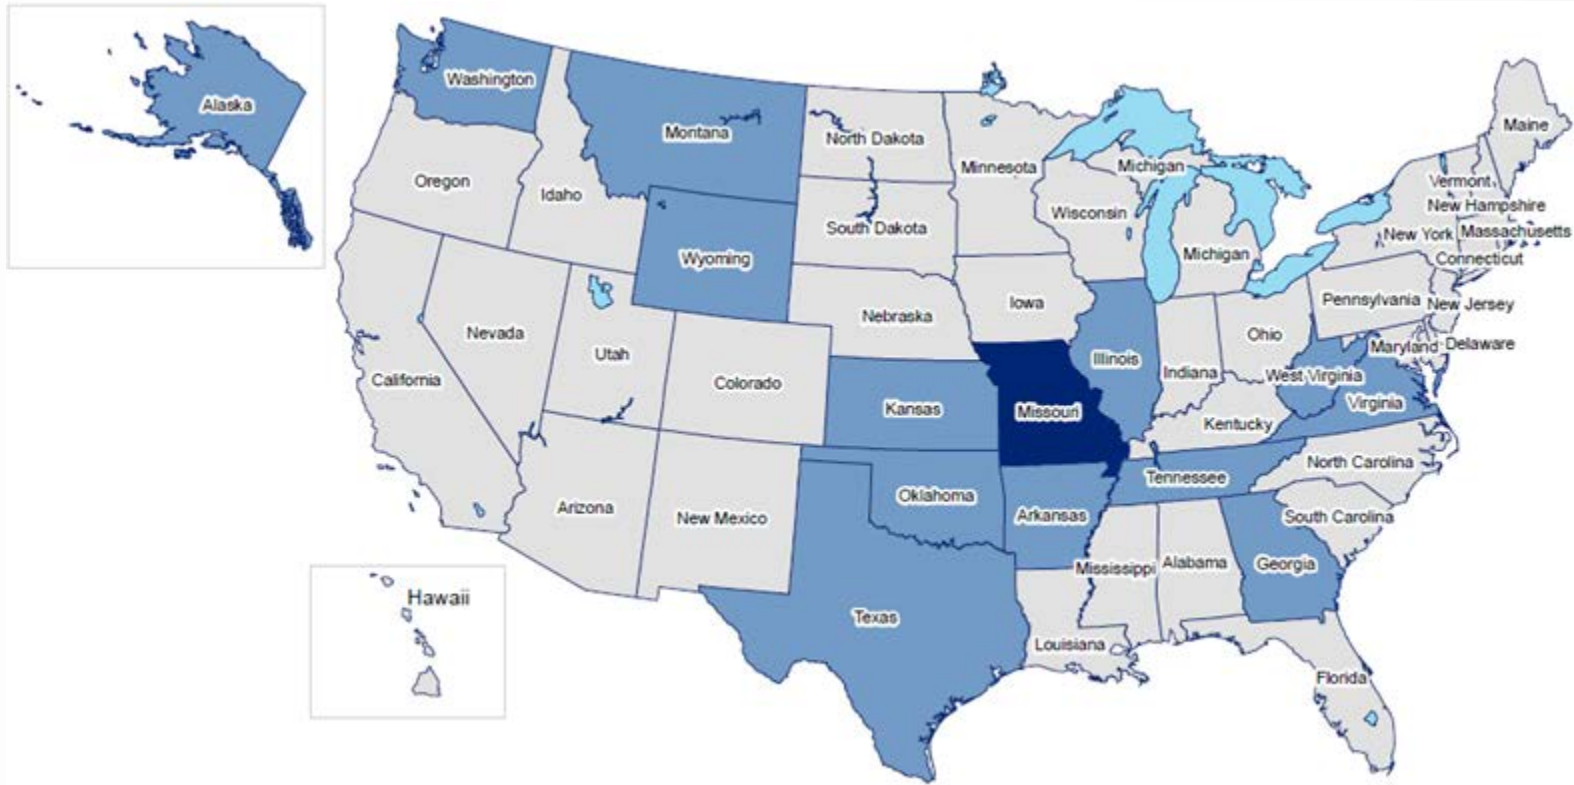 Alaska
Washington
Montana
North Dakota
Minnesota
Michigan
Maine
Oregon
Idaho
Wyoming
South Dakota
Wisconsin
Michigan
Vermont
New Hampshire
New York
Massachusetts
Connecticut
Nevada
Utah
Nebraska
Iowa
Pennsylvania
New Jersey
Ohio
Maryland
Delaware
California
Colorado
Kansas
Missouri
Illinois
Indiana
West Virginia
Virginia
Kentucky
Arizona
New Mexico
Oklahoma
Arkansas
Tennessee
North Carolina
South Carolina
Hawaii
Texas
Louisiana
Mississippi
Alabama
Georgia
Florida